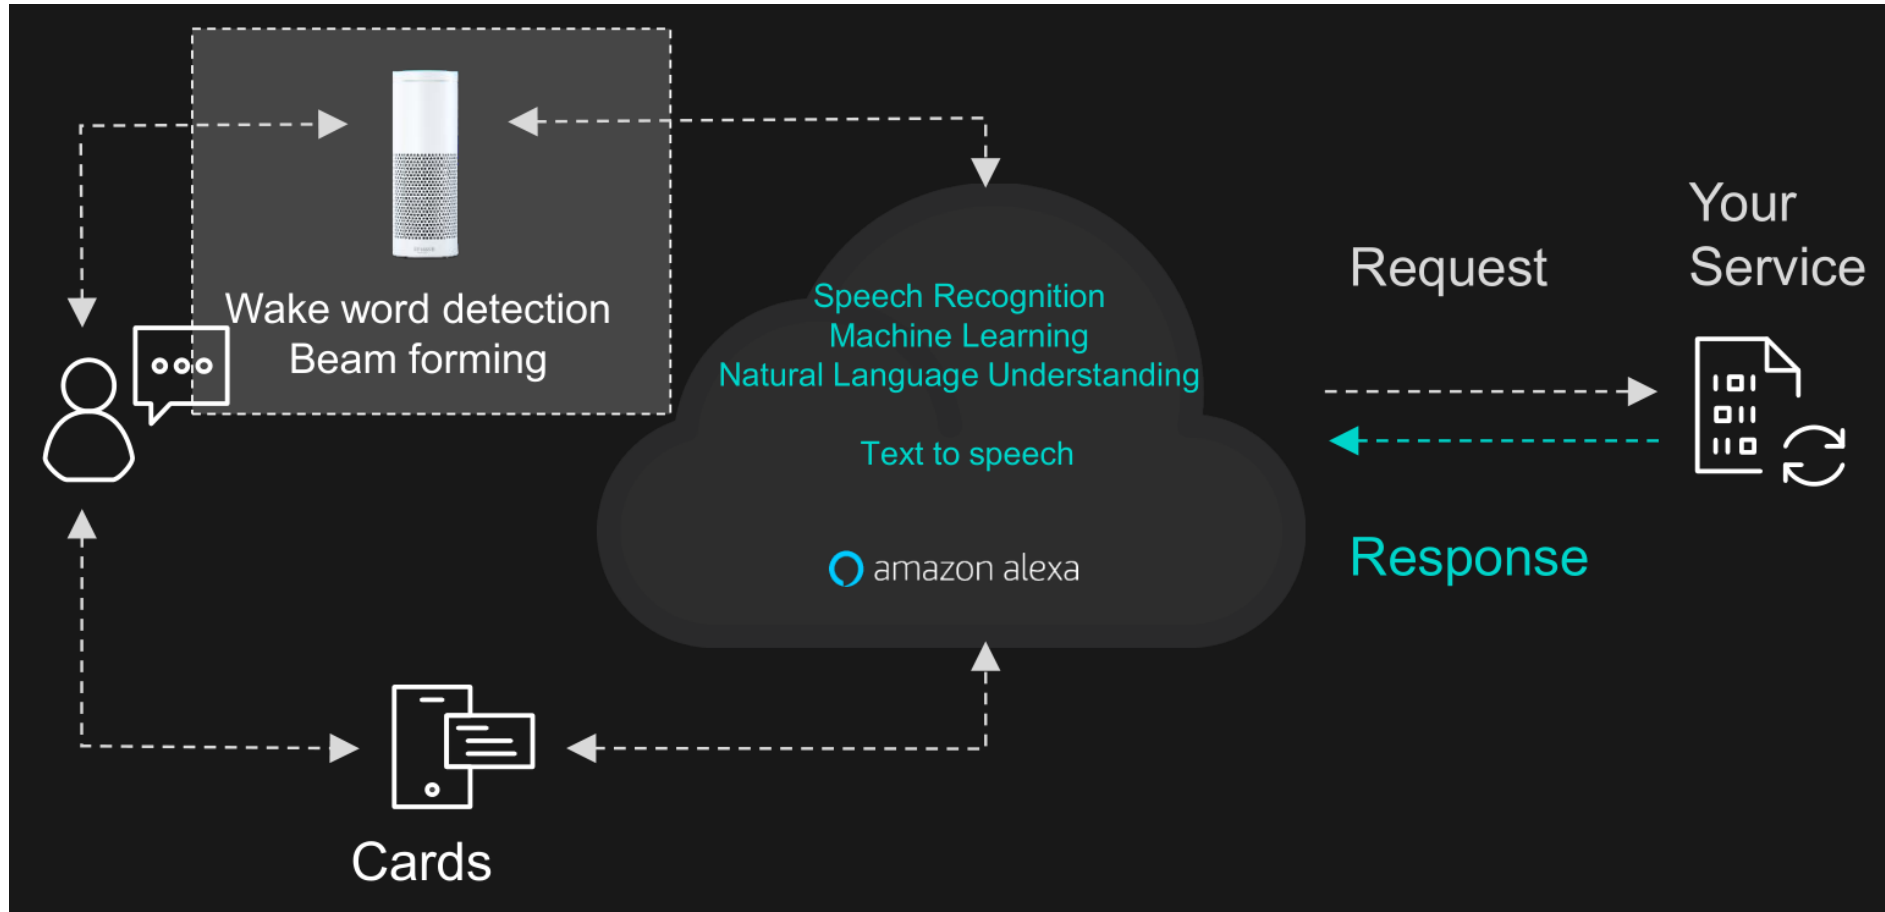 Wake word detection
Beam forming
Speech Recognition
Machine Learning
Natural Language Understanding
Text to speech
amazon alexa
Request
Response
Your
Service
Cards